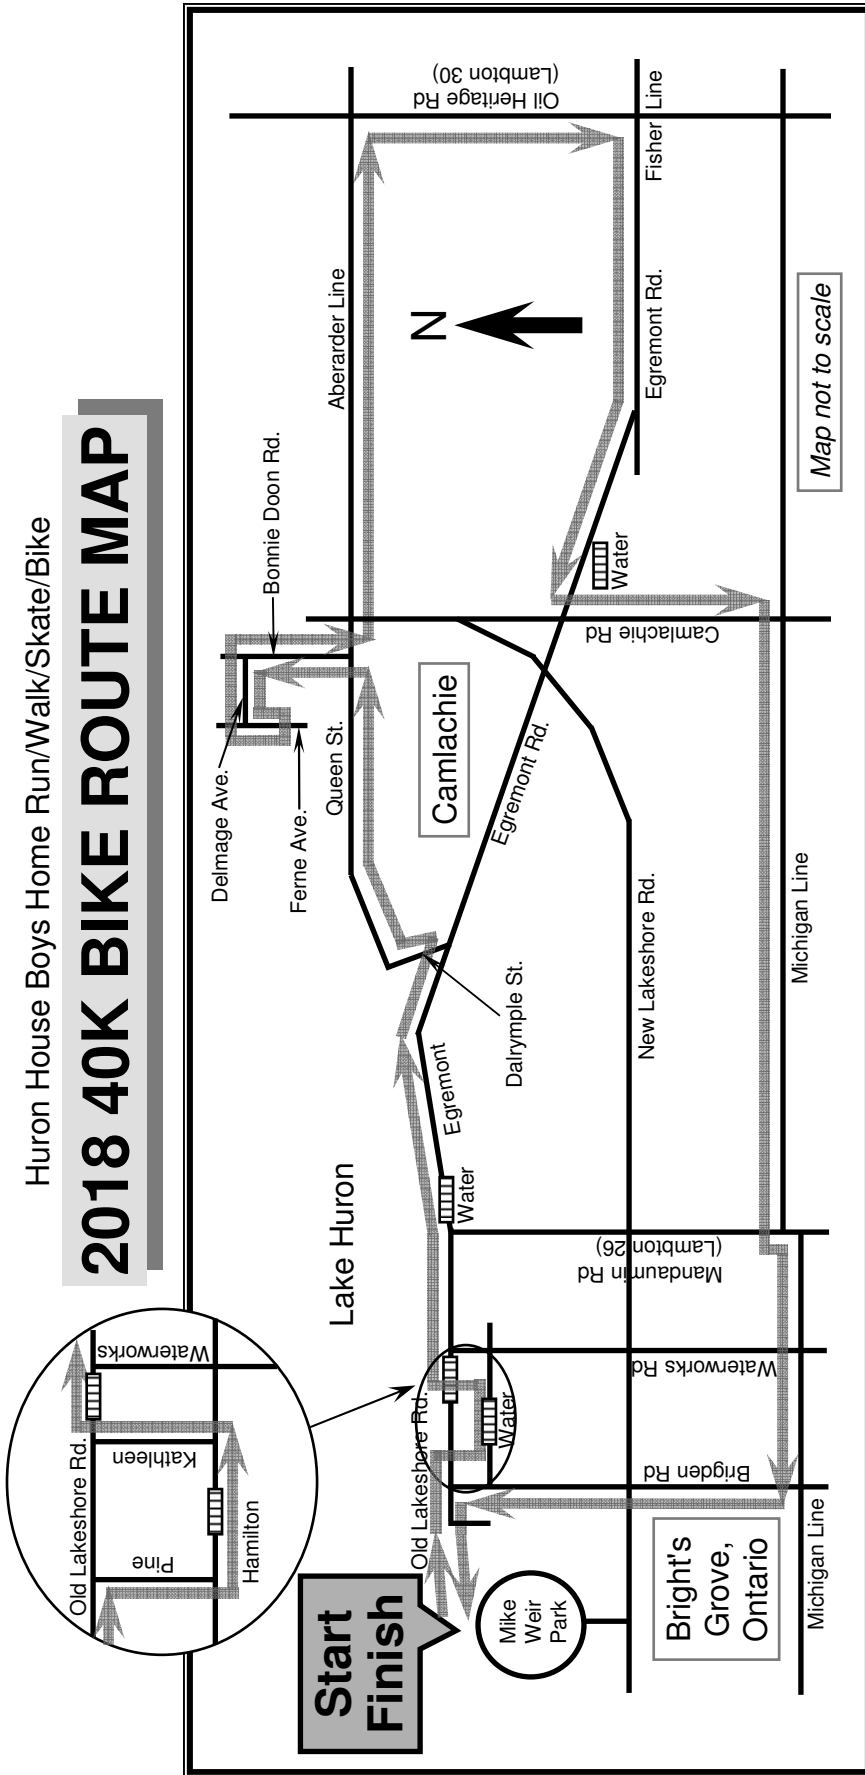 Huron House Boys Home Run/Walk/Skate/Bike
2018 40K BIKE ROUTE MAP
Old Lakeshore Rd.
Waterworks
Kathleen
Pine
Hamilton
Start
Finish
Mike
Weir
Park
Bright's
Grove,
Ontario
Michigan Line
Old Lakeshore Rd.
Water
Brigden Rd
Waterworks Rd
Mandaumin Rd
(Lambton 26)
Lake Huron
Water
Egremont
Dalrymple St.
New Lakeshore Rd.
Michigan Line
Delmage Ave.
Ferne Ave.
Queen St.
Bonnie Doon Rd.
Camlachie
Egremont Rd.
Camlachie Rd
Water
Aberarder Line
N
Egremont Rd.
Map not to scale
Fisher Line
Oil Heritage Rd
(Lambton 30)